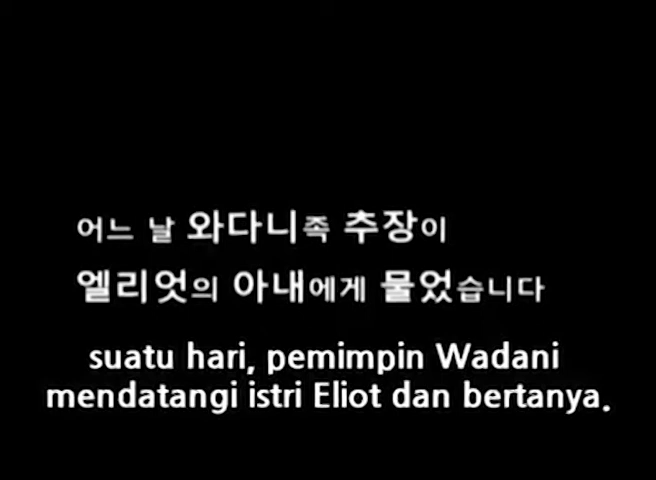 어느 날 와다니족 추장이
엘리엇의 아내에게 물었습니다
suatu hari, pemimpin Wadani
mendatangi istri Eliot dan bertanya.